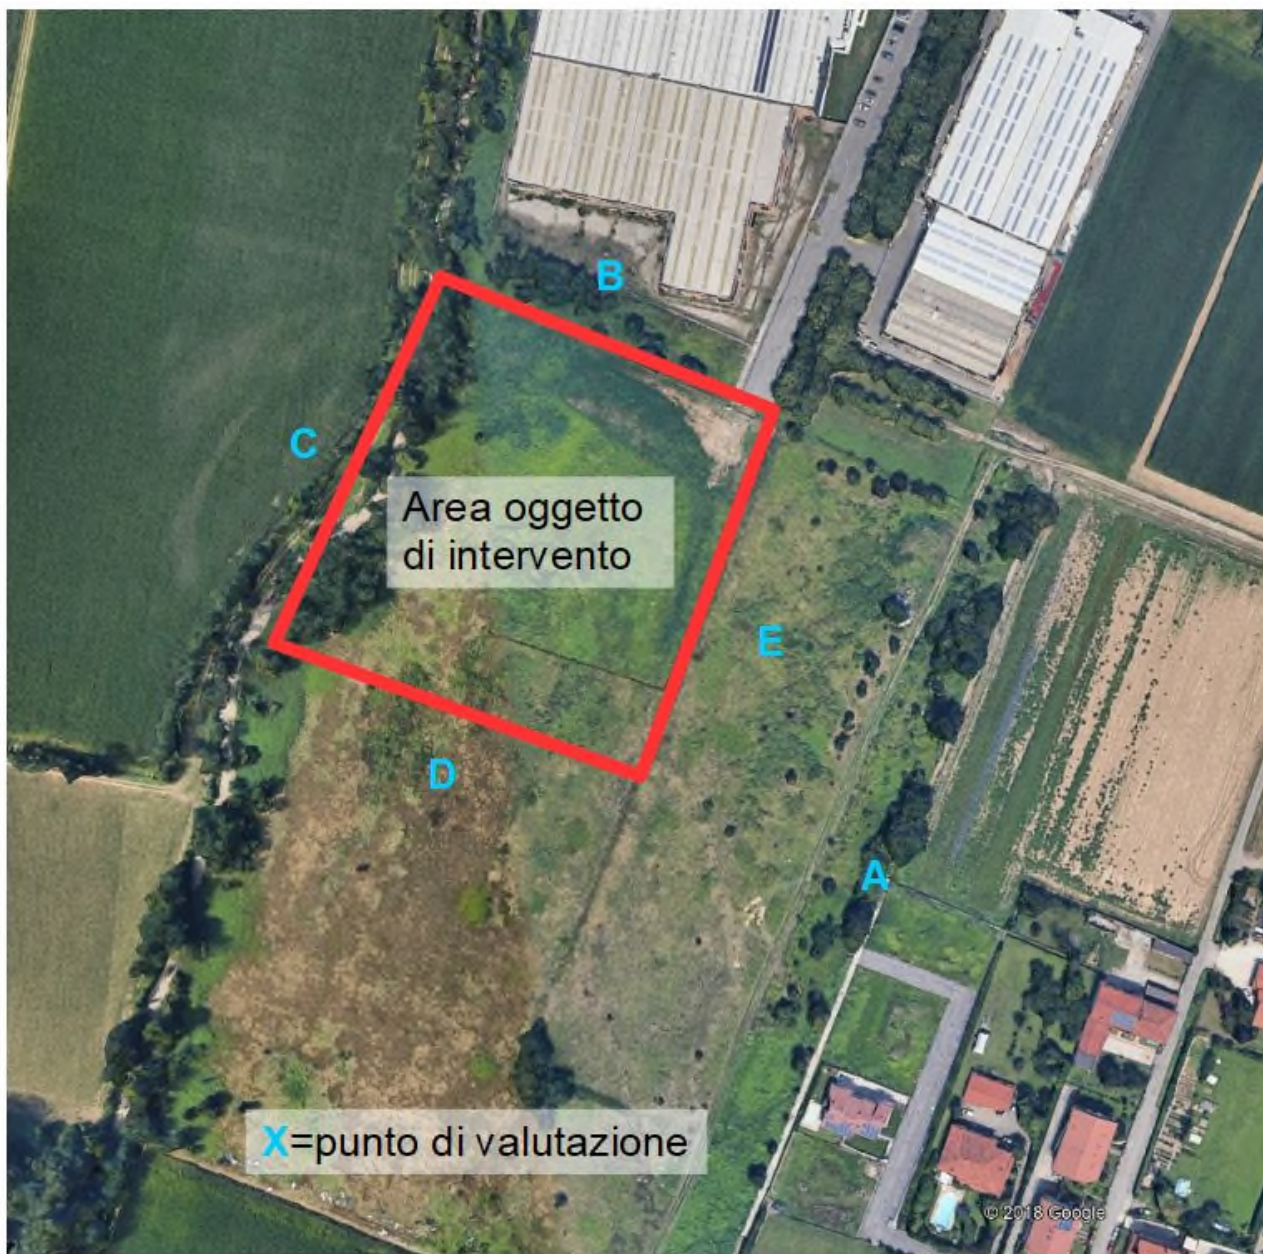 B
C
Area oggetto
di intervento
E
D
A
X=punto di valutazione
© 2018 Google